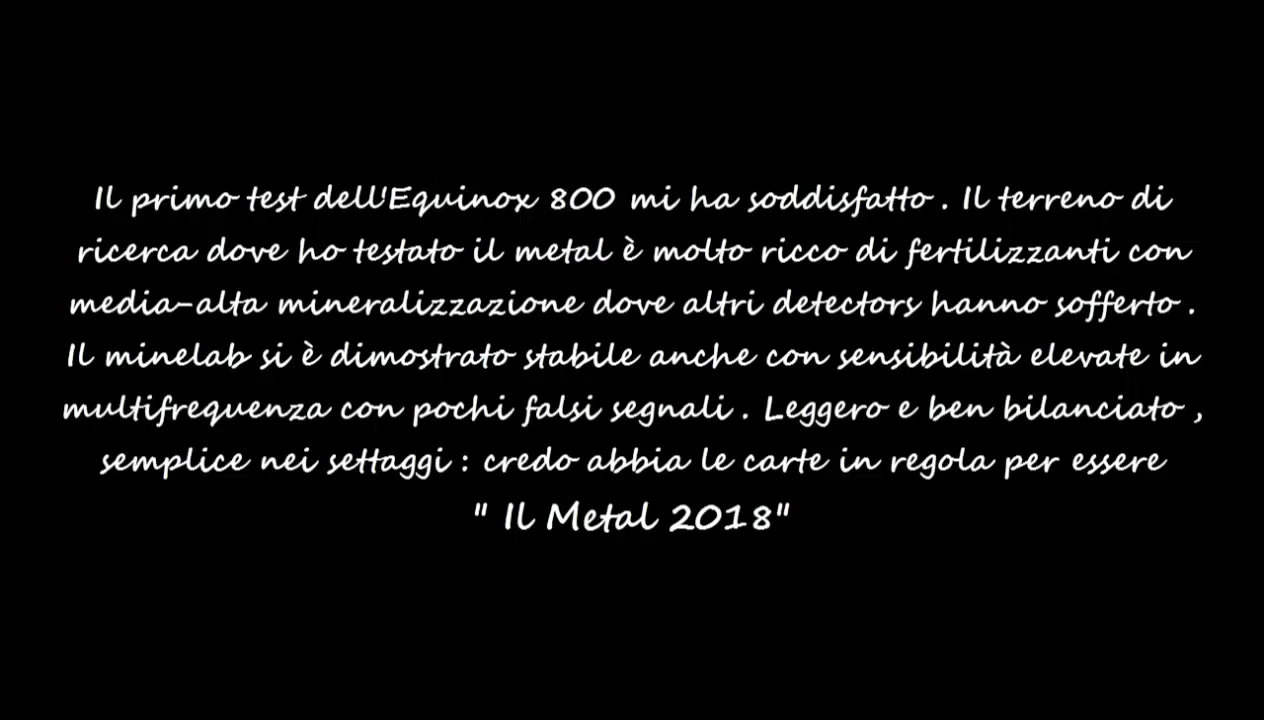 Il primo test dell'Equinox 800 mi ha soddisfatto . Il terreno di
ricerca dove ho testato il metal è molto ricco di fertilizzanti con
media-alta mineralizzazione dove altri detectors hanno sofferto .
Il minelab si è dimostrato stabile anche con sensibilità elevate in
multifrequenza con pochi falsi segnali . Leggero e ben bilanciato ,
semplice nei settaggi : credo abbia le carte in regola per essere
" Il Metal 2018"